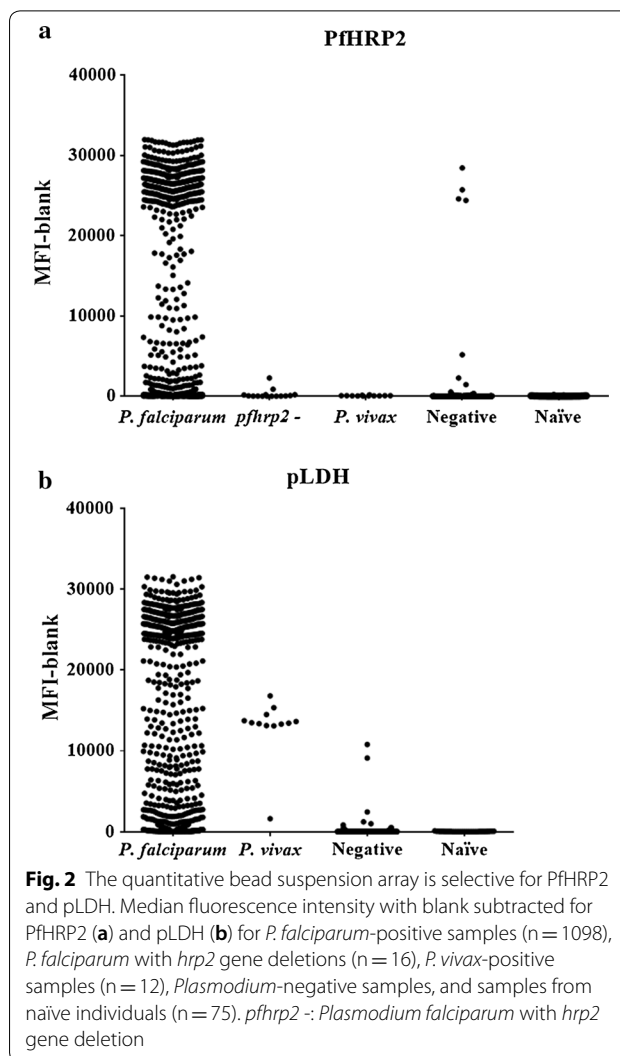 a
PfHRP2
40000
30000
20000
10000
0
MFI-blank
P. falciparum pfhrp2 - P. vivax Negative Naïve
b
pLDH
40000
30000
20000
10000
0
MFI-blank
P. falciparum P. vivax Negative Naïve
Fig. 2 The quantitative bead suspension array is selective for PfHRP2
and pLDH. Median fluorescence intensity with blank subtracted for
PfHRP2 (a) and pLDH (b) for P. falciparum-positive samples (n = 1098),
P. falciparum with hrp2 gene deletions (n = 16), P. vivax-positive
samples (n = 12), Plasmodium-negative samples, and samples from
naïve individuals (n = 75). pfhrp2 -: Plasmodium falciparum with hrp2
gene deletion